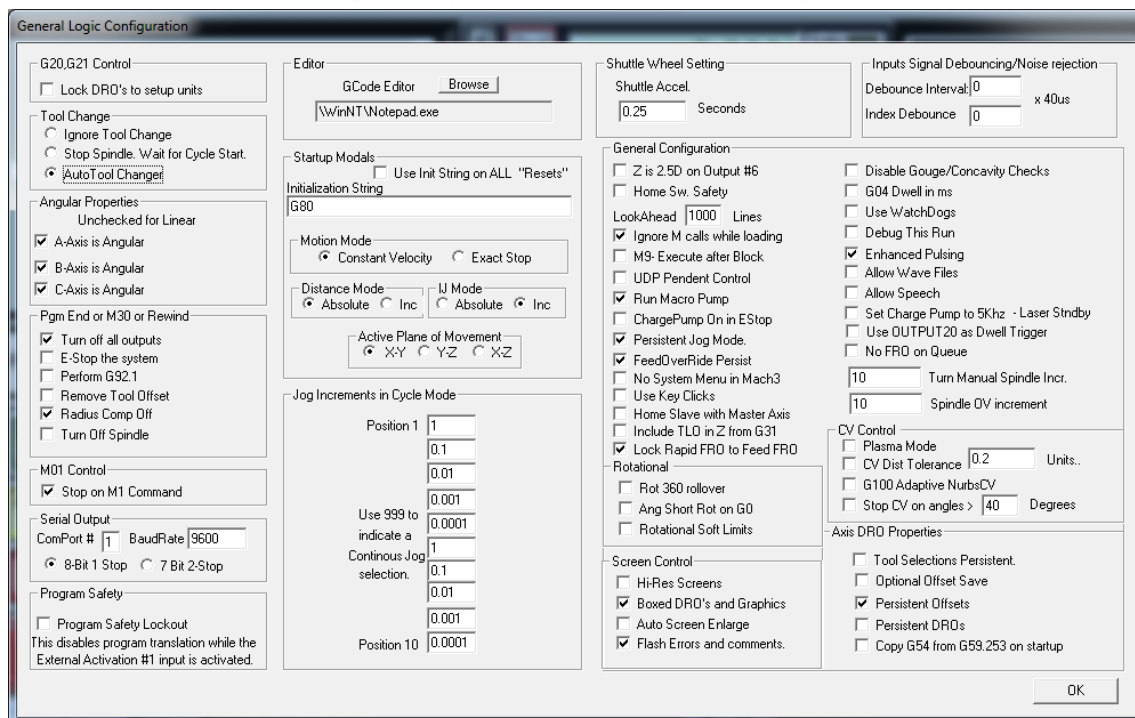 General Logic Configuration
G20,G21 Control
Lock DRO's to setup units
Tool Change
Ignore Tool Change
Stop Spindle. Wait for Cycle Start.
AutoTool Changer
Angular Properties
Unchecked for Linear
A-Axis is Angular
B-Axis is Angular
C-Axis is Angular
Pgm End or M30 or Rewind
Turn off all outputs
E-Stop the system
Perform G92.1
Remove Tool Offset
Radius Comp Off
Turn Off Spindle
M01 Control
Stop on M1 Command
Serial Output
ComPort # 1 BaudRate 9600
8-Bit 1 Stop 7 Bit 2-Stop
Program Safety
Program Safety Lockout
This disables program translation while the
External Activation #1 input is activated.
Editor
GCode Editor Browse
\WinNT\Notepad.exe
Startup Modals
Use Init String on ALL "Resets"
Initialization String
G80
Motion Mode
Constant Velocity Exact Stop
Distance Mode
Absolute Inc
IJ Mode
Absolute Inc
Active Plane of Movement
X-Y Y-Z X-Z
Jog Increments in Cycle Mode
Position 1 1
0.1
0.01
0.001
Use 999 to 0.0001
indicate a
Continous Jog 1
selection. 0.1
0.01
0.001
Position 10 0.0001
Shuttle Wheel Setting
Shuttle Accel.
0.25 Seconds
Inputs Signal Debouncing/Noise rejection
Debounce Interval: 0
x 40us
Index Debounce 0
General Configuration
Z is 2.5D on Output #6
Home Sw. Safety
LookAhead 1000 Lines
Ignore M calls while loading
M9- Execute after Block
UDP Pendent Control
Run Macro Pump
ChargePump On in EStop
Persistent Jog Mode.
FeedOverRide Persist
No System Menu in Mach3
Use Key Clicks
Home Slave with Master Axis
Include TLO in Z from G31
Lock Rapid FRO to Feed FRO
Disable Gouge/Concavity Checks
G04 Dwell in ms
Use WatchDogs
Debug This Run
Enhanced Pulsing
Allow Wave Files
Allow Speech
Set Charge Pump to 5Khz - Laser Stndby
Use OUTPUT20 as Dwell Trigger
No FRO on Queue
10 Turn Manual Spindle Incr.
10 Spindle OV increment
Rotational
Rot 360 rollover
Ang Short Rot on G0
Rotational Soft Limits
Screen Control
Hi-Res Screens
Boxed DRO's and Graphics
Auto Screen Enlarge
Flash Errors and comments.
CV Control
Plasma Mode
CV Dist Tolerance 0.2 Units..
G100 Adaptive NurbsCV
Stop CV on angles > 40 Degrees
Axis DRO Properties
Tool Selections Persistent.
Optional Offset Save
Persistent Offsets
Persistent DROs
Copy G54 from G59.253 on startup
OK